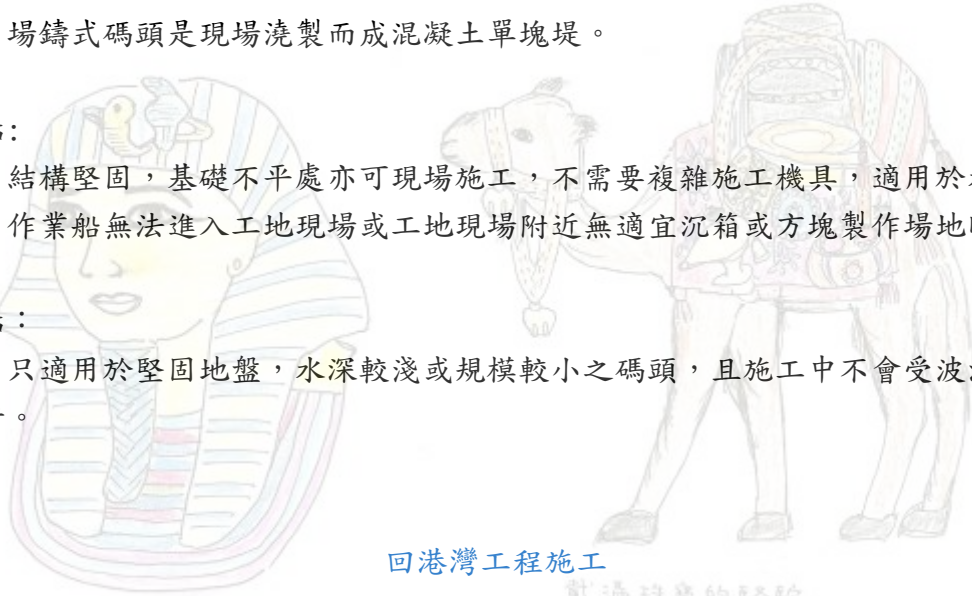 場鑄式碼頭是現場澆製而成混凝土單塊堤。
:
結構堅固，基礎不平處亦可現場施工，不需要複雜施工機具，適用於
作業船無法進入工地現場或工地現場附近無適宜沉箱或方塊製作場地
：
只適用於堅固地盤，水深較淺或規模較小之碼頭，且施工中不會受波
。
回港灣工程施工